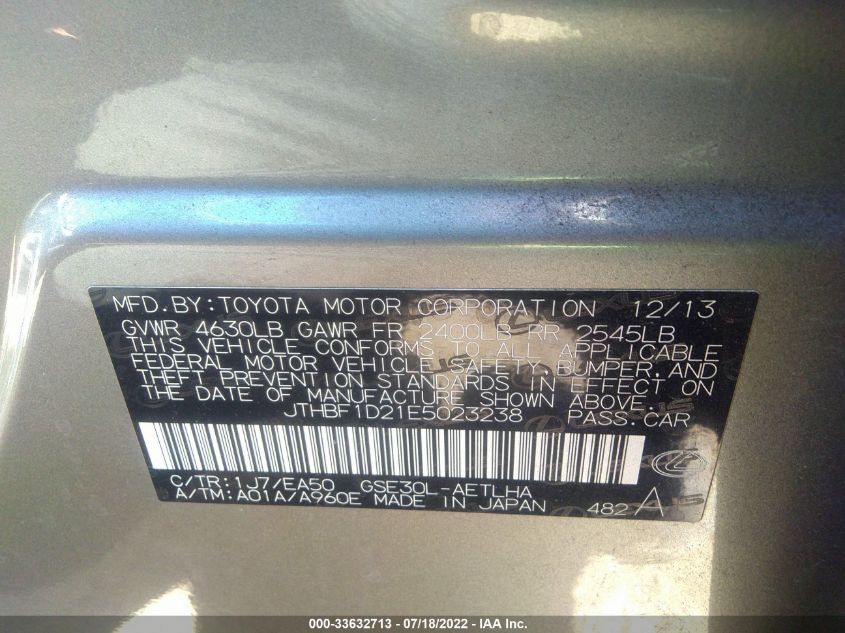 MFD.BY:TOYOTA MOTOR CORPORATION 12/13
GVWR 4630LB GAWR FR 2400LB RR 2545LB
THIS VEHICLE CONFORMS TO ALL APPLICABLE
FEDERAL MOTOR VEHICLE SAFETY,BUMPER,AND
THEFT PREVENTION STANDARDS IN EFFECT ON
THE DATE OF MANUFACTURE SHOWN ABOVE.
JTHBF1D21E5023238 PASS.CAR
C/TR:1J7/EA50 GSE30L-AETLHA
A/TM:A01A/A960E MADE IN JAPAN 482A
000-33632713 - 07/18/2022 - IAA Inc.